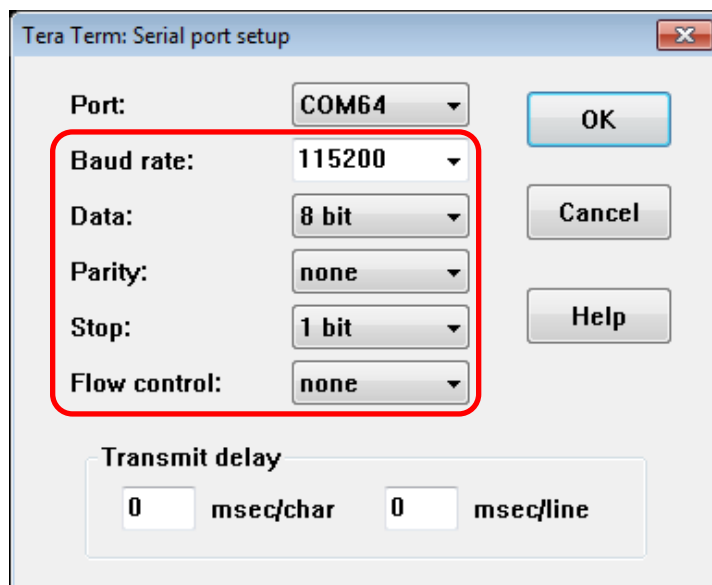 Tera Term: Serial port setup
Port: COM64 OK
Baud rate: 115200
Data: 8 bit Cancel
Parity: none
Stop: 1 bit Help
Flow control: none
Transmit delay
0 msec/char 0 msec/line